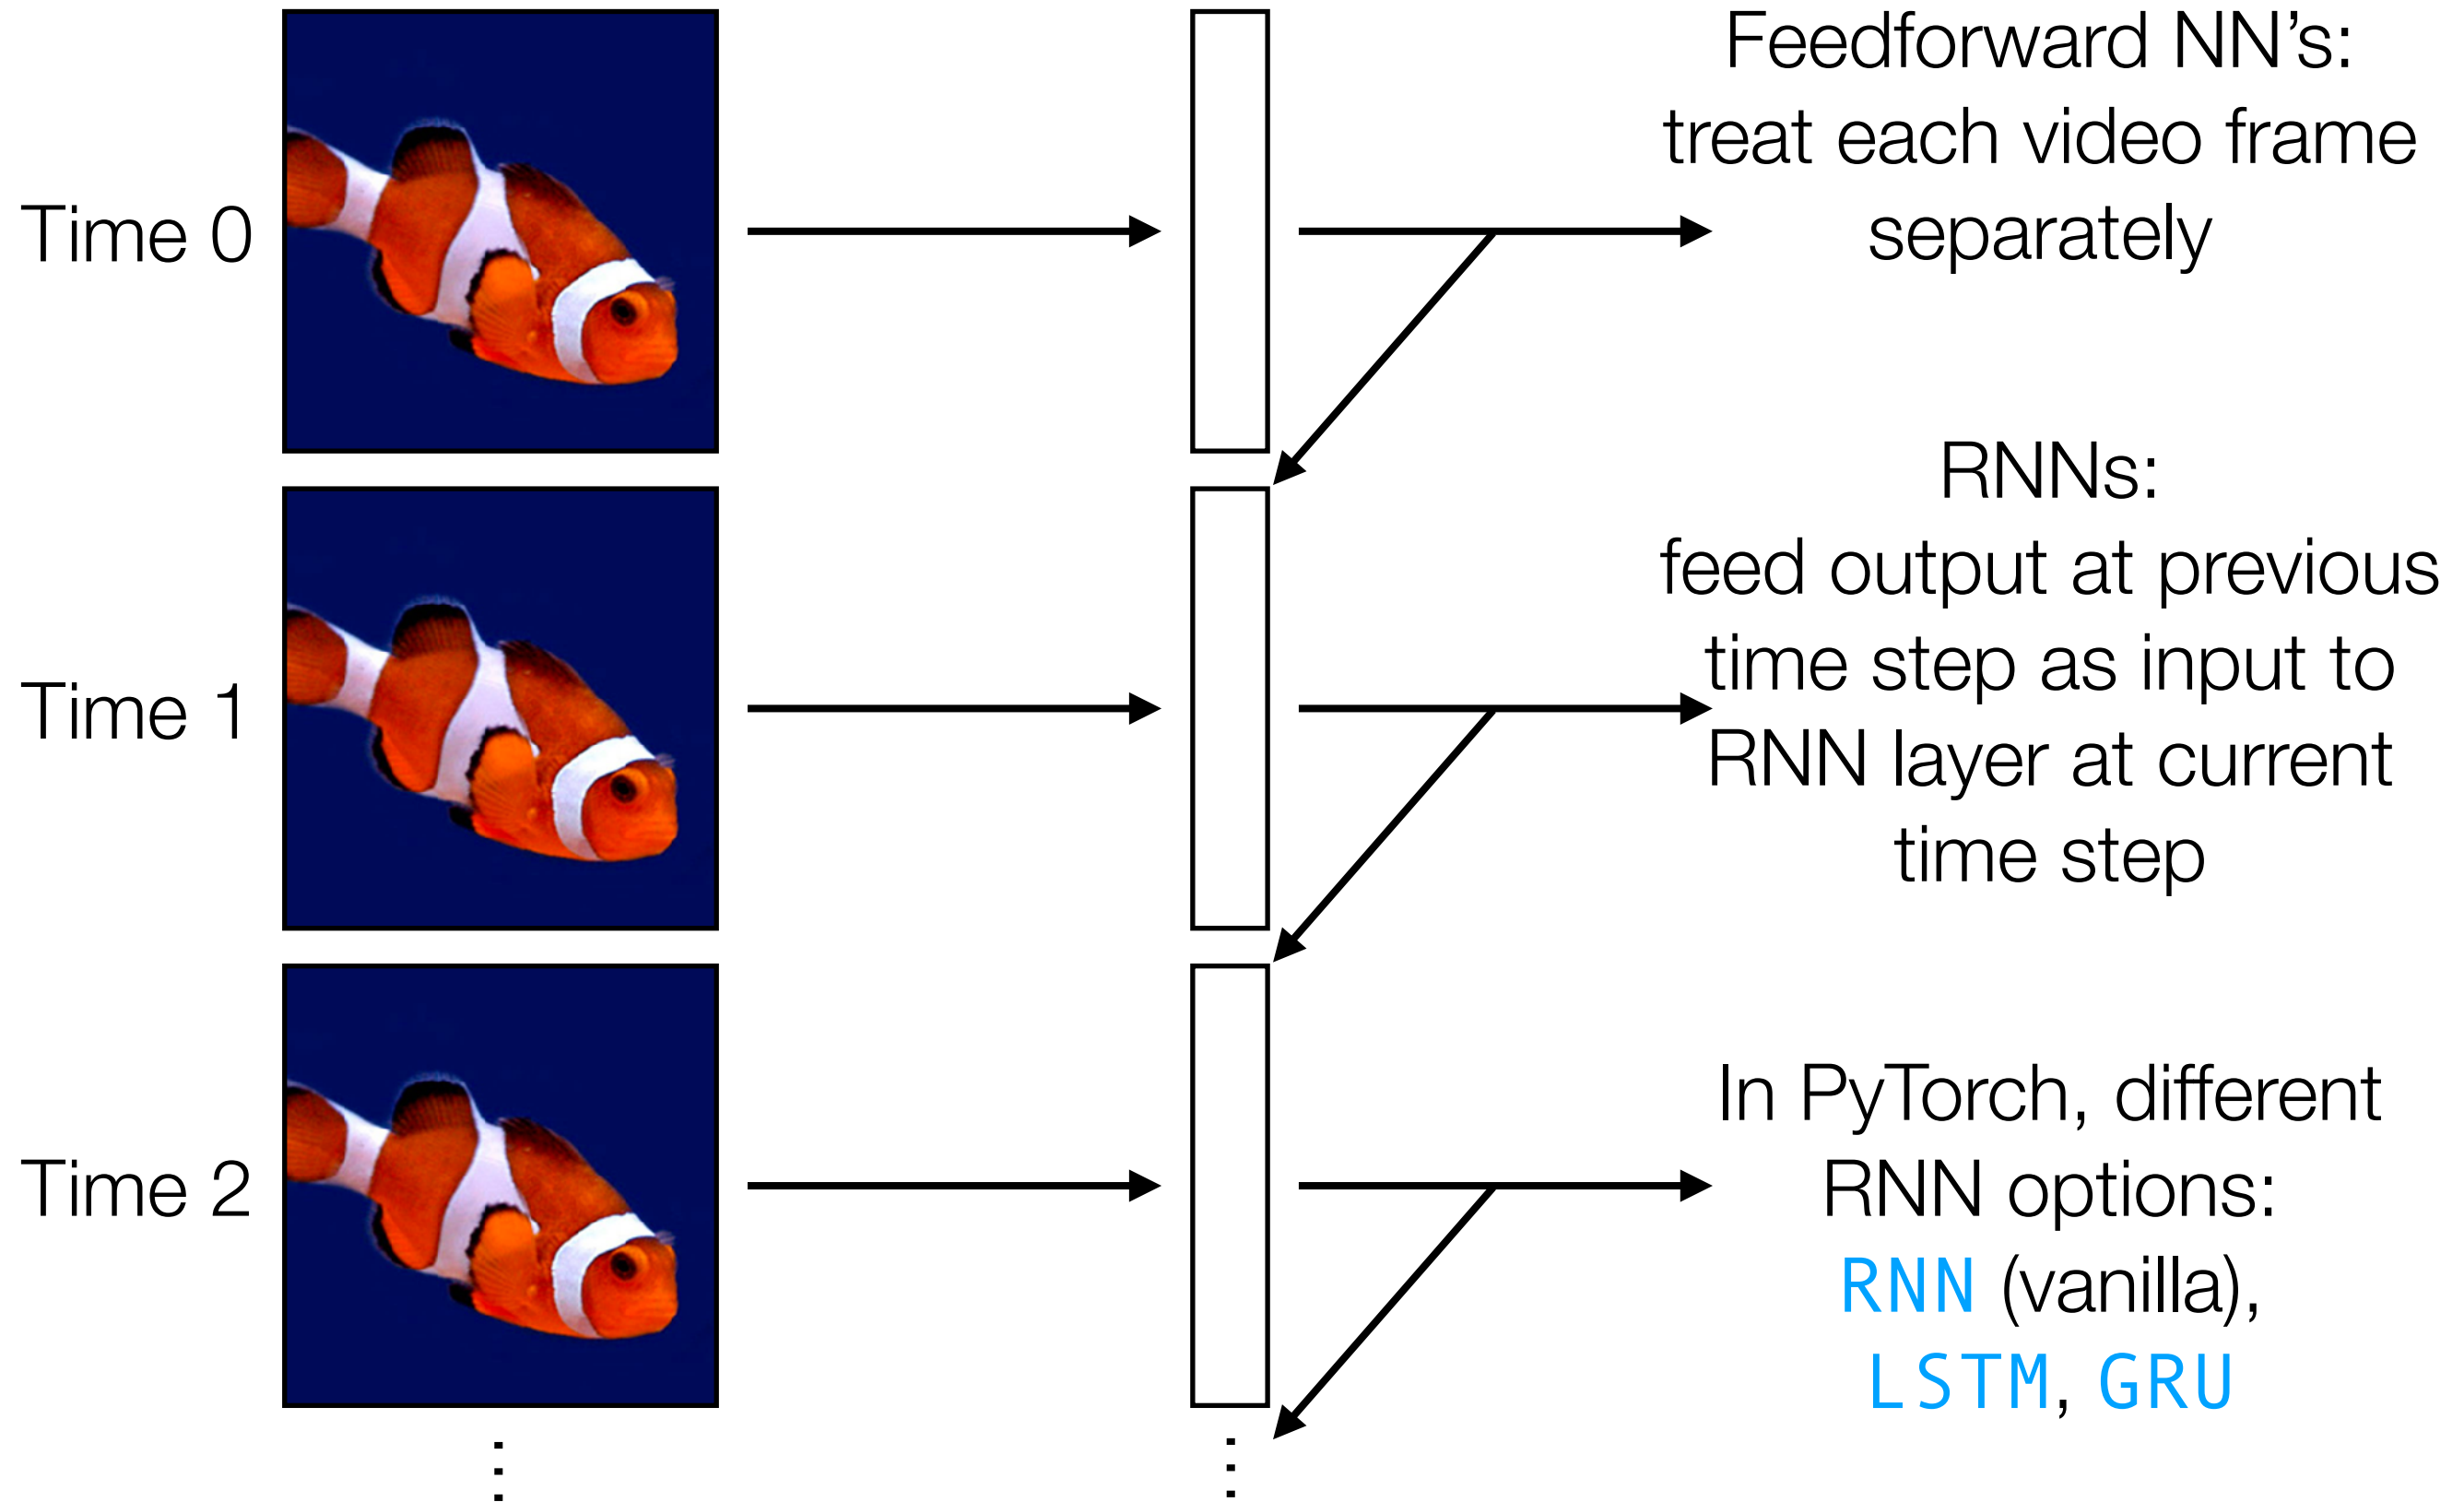 Feedforward NN’s:
treat each video frame
separately
Time 0
RNNs:
feed output at previous
time step as input to
RNN layer at current
time step
Time 1
In PyTorch, different
RNN options:
RNN (vanilla),
LSTM, GRU
Time 2